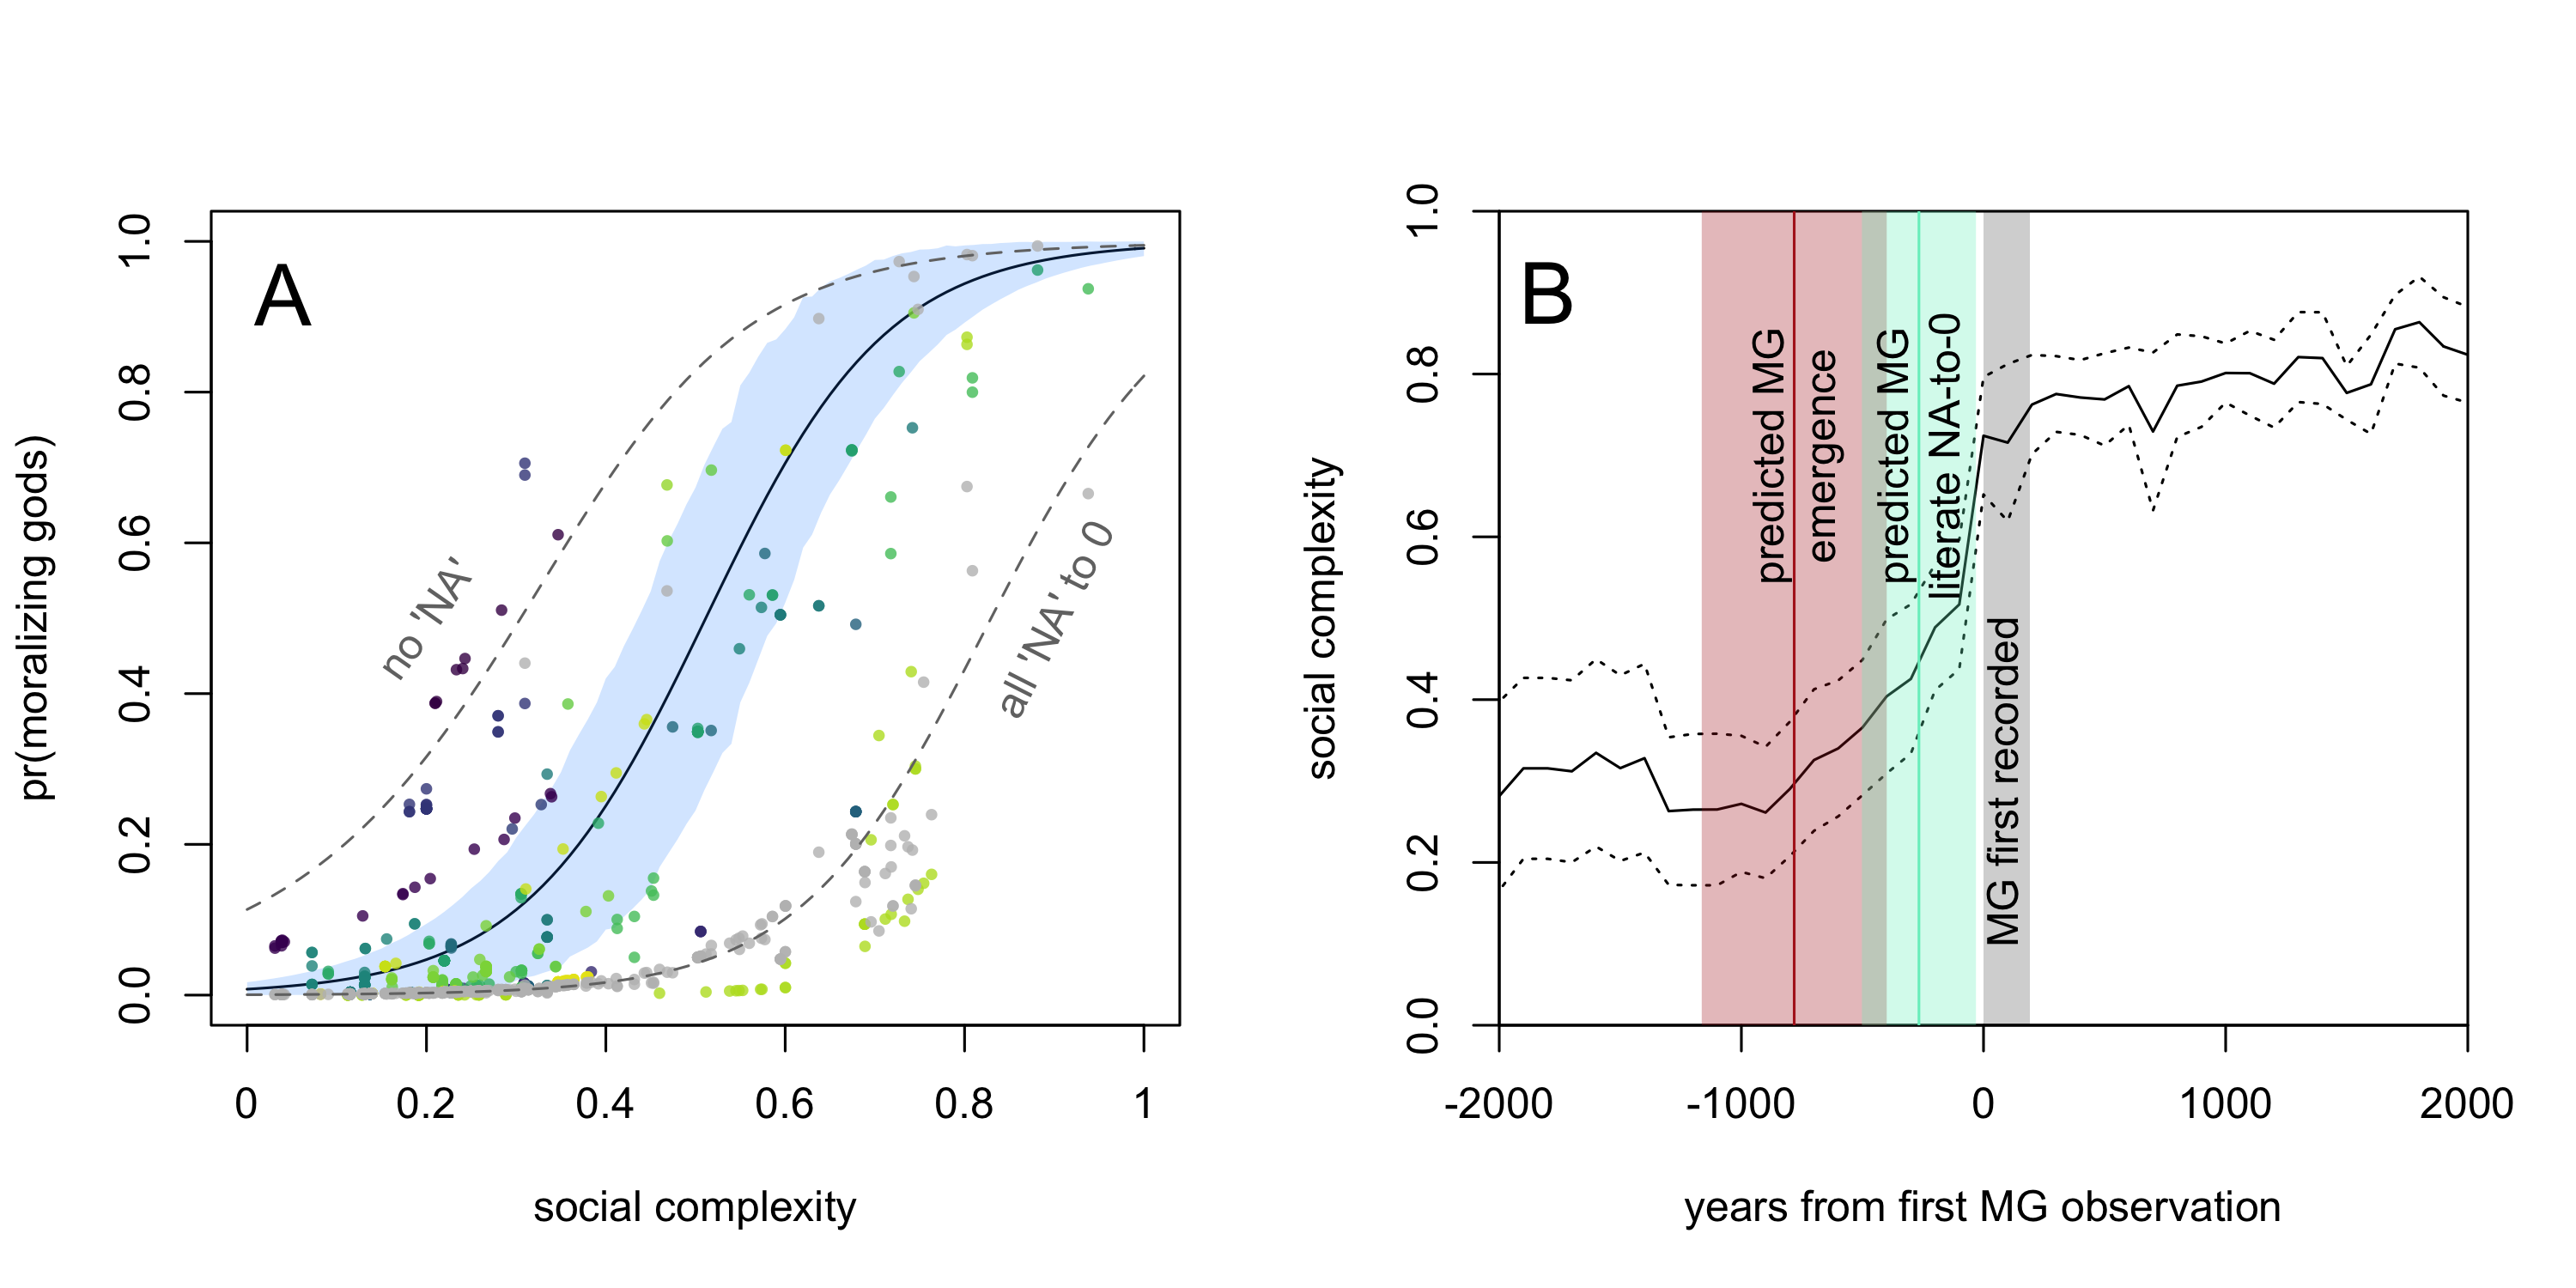 A
no 'NA'
all 'NA' to 0
pr(moralizing gods)
0.0
0.2
0.4
0.6
0.8
1.0
0
0.2
0.4
0.6
0.8
1
social complexity
B
predicted MG
emergence
predicted MG
literate NA-to-0
MG first recorded
social complexity
0.0
0.2
0.4
0.6
0.8
1.0
-2000
-1000
0
1000
2000
years from first MG observation